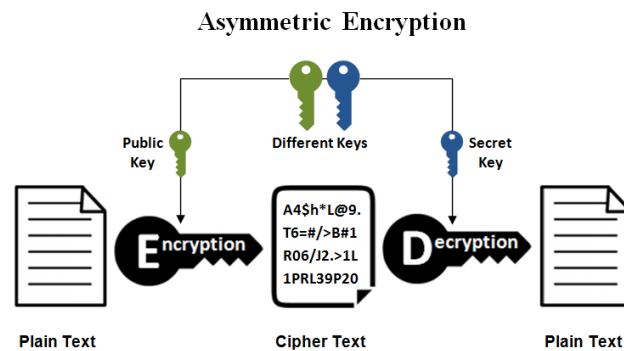 Asymmetric Encryption
Public
Key
Different Keys
Secret
Key
A4$h*L@9.
T6=#/>B#1
R06/J2.>1L
1PRL39P20
Encryption
Decryption
Plain Text
Cipher Text
Plain Text